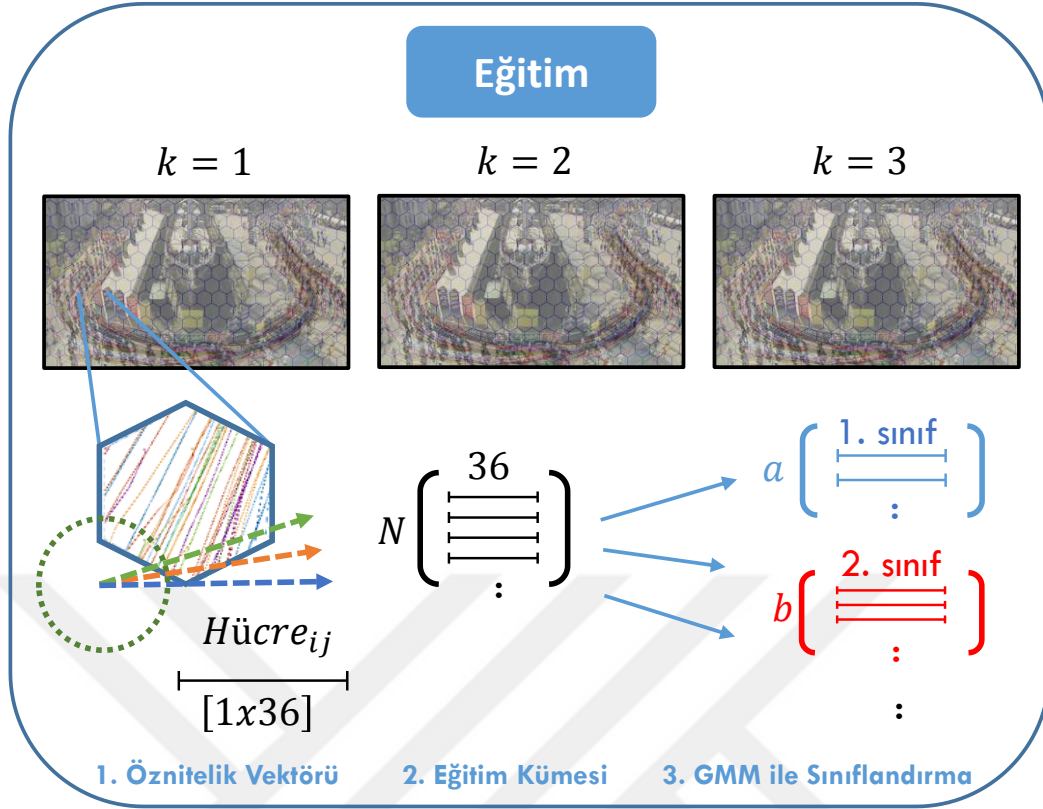 Eğitim
k = 1
k = 2
k = 3
Hücre_ij
[1x36]
36
N
:
1. sınıf
a
:
2. sınıf
b
:
:
1. Öznitelik Vektörü
2. Eğitim Kümesi
3. GMM ile Sınıflandırma